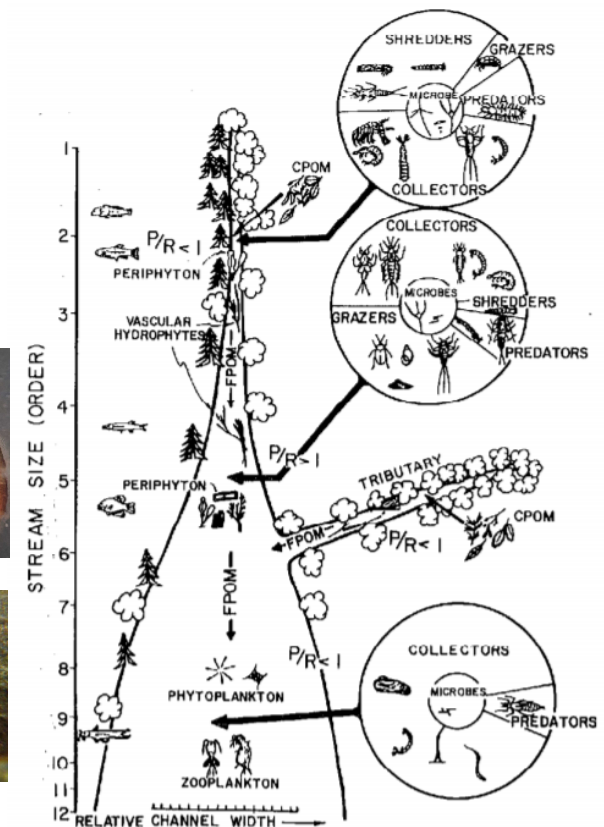 SHREDDERS
GRAZERS
MICROBE
PREDATORS
COLLECTORS
COLLECTORS
MICROBES
SHREDDERS
GRAZERS
PREDATORS
COLLECTORS
MICROBES
PREDATORS
STREAM SIZE (ORDER)
1
2
3
4
5
6
7
8
9
10
11
12
CPOM
P/R<1
PERIPHYTON
VASCULAR
HYDROPHYTES
FPOM
P/R>1
PERIPHYTON
TRIBUTARY
CPOM
FPOM
P/R<1
FPOM
P/R<1
PHYTOPLANKTON
ZOOPLANKTON
RELATIVE CHANNEL WIDTH